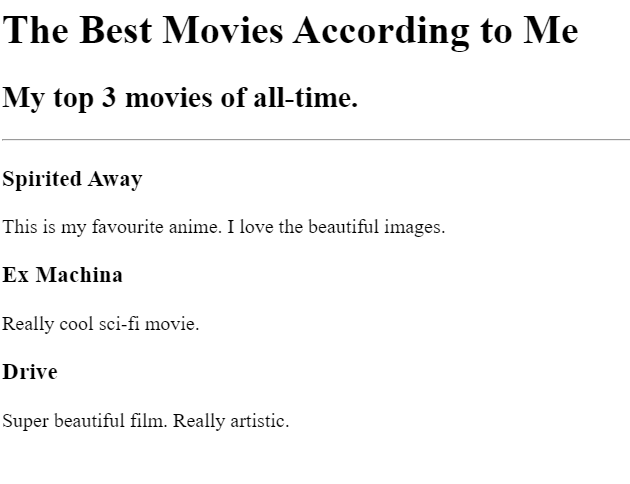 The Best Movies According to Me
My top 3 movies of all-time.
Spirited Away
This is my favourite anime. I love the beautiful images.
Ex Machina
Really cool sci-fi movie.
Drive
Super beautiful film. Really artistic.